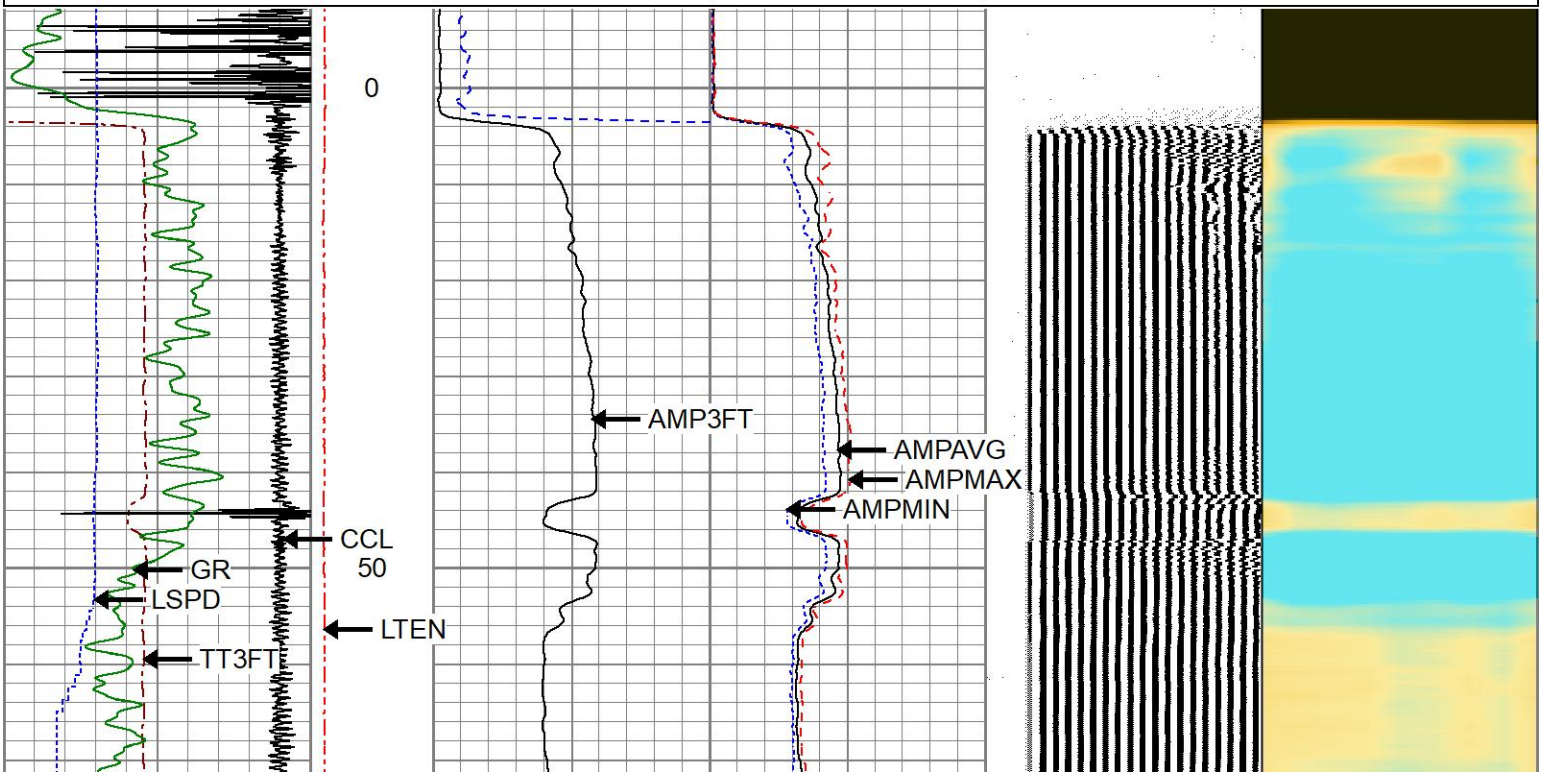 0
AMP3FT
AMPAVG
AMPMAX
AMPMIN
CCL
50
GR
LSPD
LTEN
TT3FT